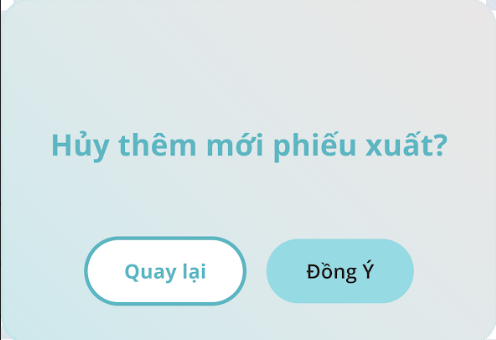 Hủy thêm mới phiếu xuất?
Quay lại
Đồng Ý